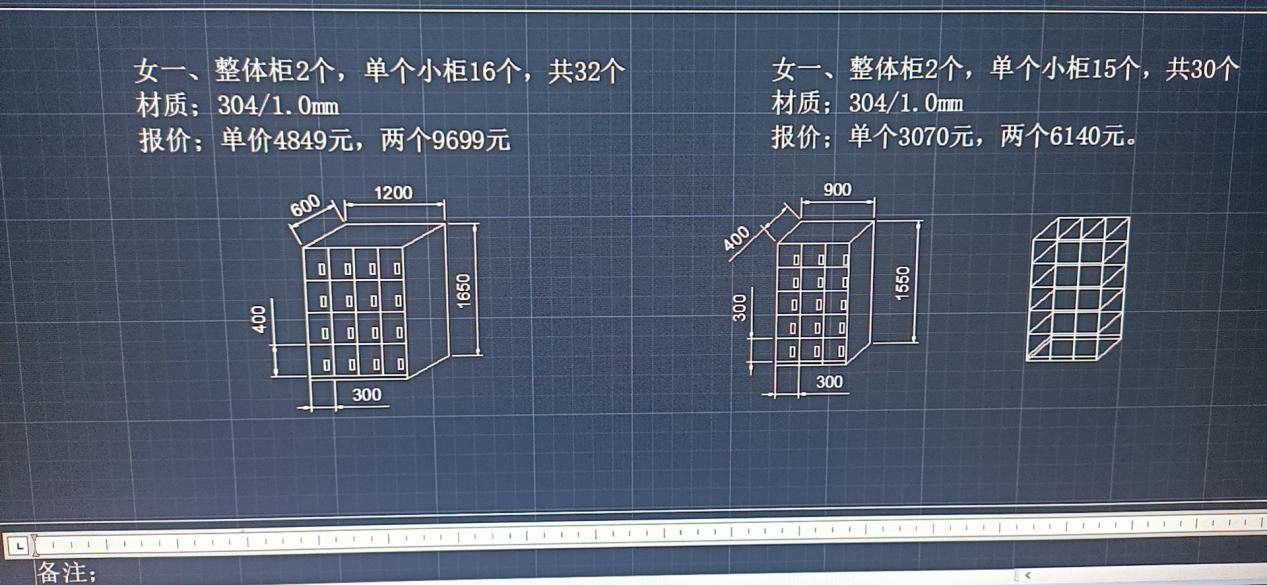 女一、整体柜2个，单个小柜16个，共32个
材质；304/1.0mm
报价；单价4849元，两个9699元
女一、整体柜2个，单个小柜15个，共30个
材质；304/1.0mm
报价；单个3070元，两个6140元。
600
1200
1650
400
300
900
400
1550
300
300
备注；